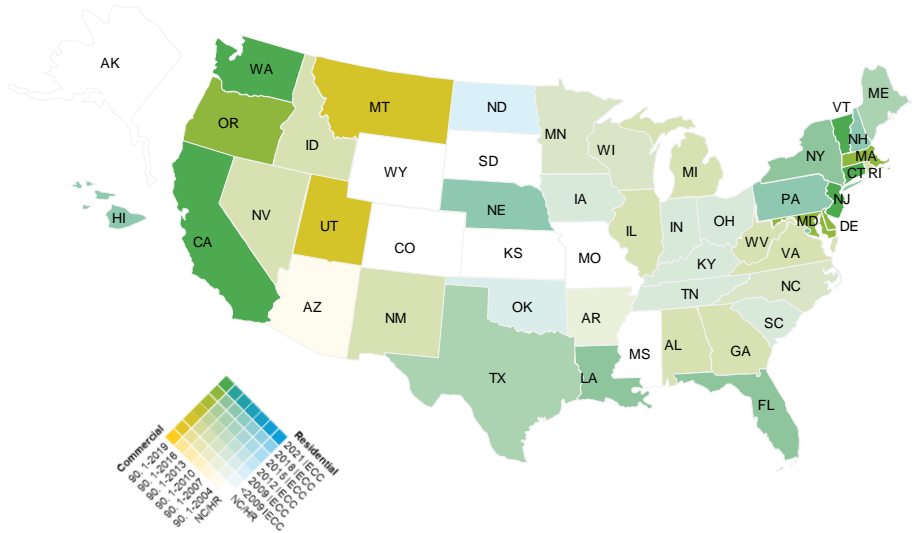 AK
WA
MT
ND
MN
VT
ME
OR
ID
WI
NY
NH
MA
SD
MI
CT
RI
WY
PA
NJ
NE
IA
IN
OH
HI
NV
UT
IL
MD
DE
WV
CA
CO
KS
MO
VA
KY
NC
TN
AZ
NM
OK
AR
SC
MS
AL
GA
TX
LA
FL
Commercial
90. 1-2019
90. 1-2016
90. 1-2013
90. 1-2010
90. 1-2007
90. 1-2004
NC/HR
Residential
2021 IECC
2018 IECC
2015 IECC
2012 IECC
2009 IECC
<2009 IECC
NC/HR